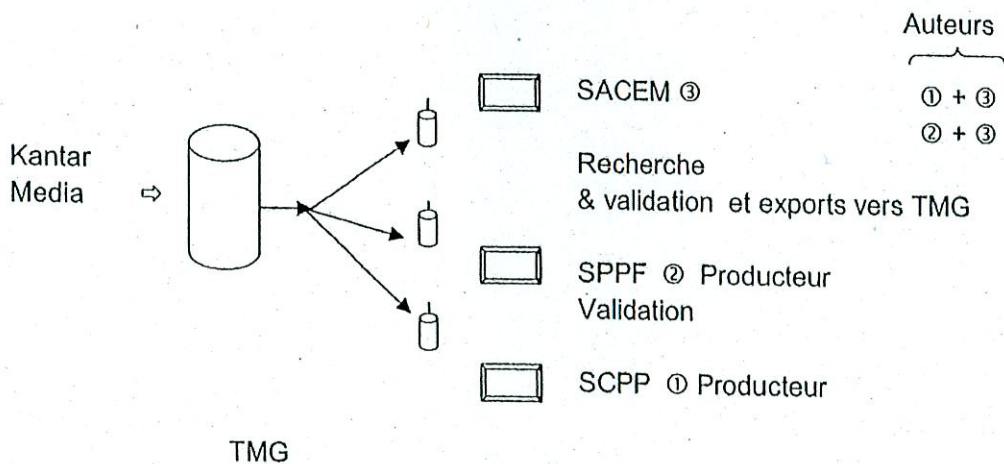 Auteurs
SACEM ③
① + ③
② + ③
Kantar
Media ⇨
Recherche
& validation et exports vers TMG
SPPF ② Producteur
Validation
SCPP ① Producteur
TMG